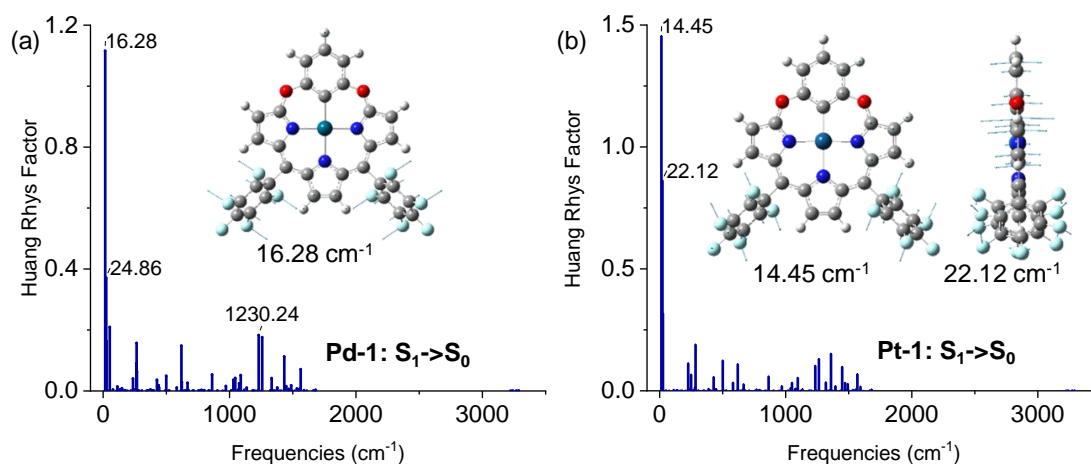 (a)
1.2
0.8
0.4
0.0
Huang Rhys Factor
16.28
24.86
1230.24
16.28 cm⁻¹
Pd-1: S₁->S₀
0
1000
2000
3000
Frequencies (cm⁻¹)
(b)
1.5
1.0
0.5
0.0
Huang Rhys Factor
14.45
22.12
14.45 cm⁻¹
22.12 cm⁻¹
Pt-1: S₁->S₀
0
1000
2000
3000
Frequencies (cm⁻¹)